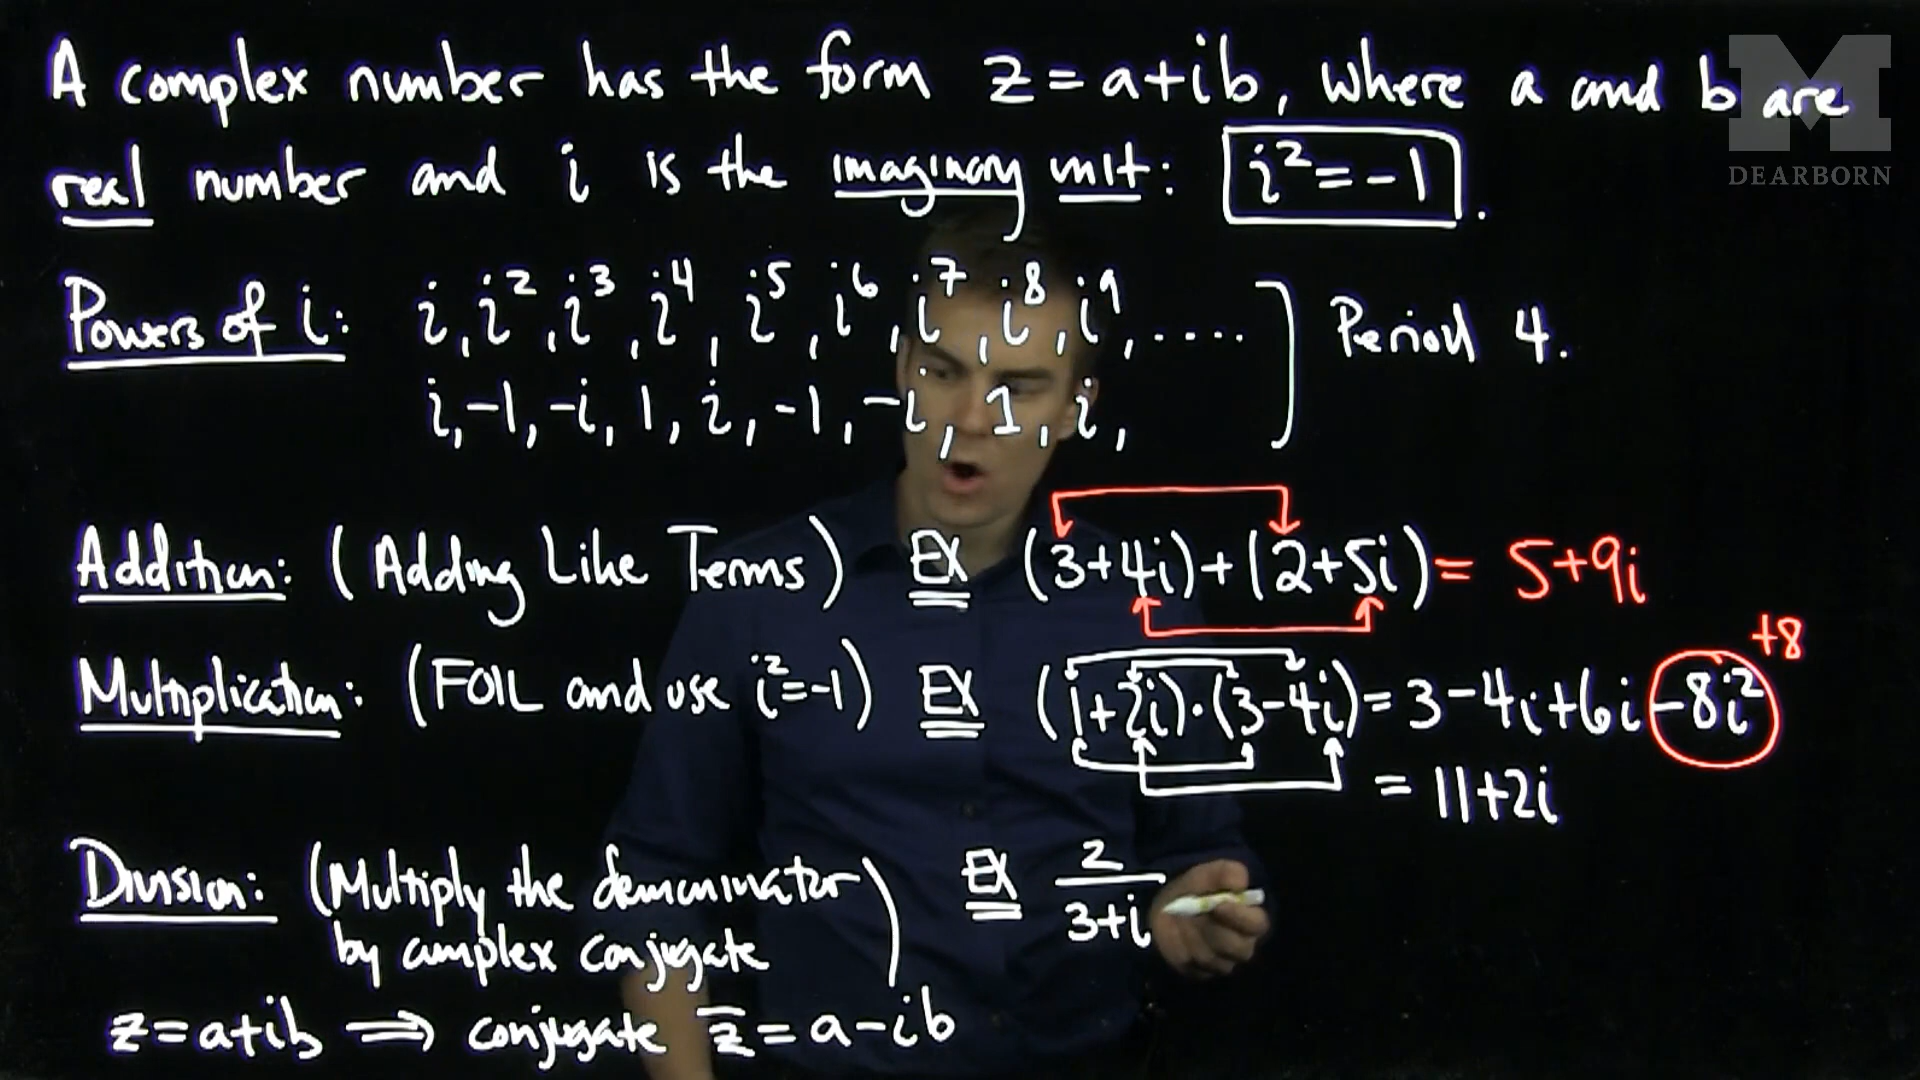 A complex number has the form z = a + ib, where a and b are
real number and i is the imaginary unit: i² = -1.
M
DEARBORN
Powers of i: i, i², i³, i⁴, i⁵, i⁶, i⁷, i⁸, i⁹, .... Period 4.
i, -1, -i, 1, i, -1, -i, 1, i,
Addition: (Adding Like Terms) EX (3+4i)+(2+5i) = 5+9i
Multiplication: (FOIL and use i²=-1) EX (1+2i)·(3-4i) = 3-4i+6i-8i² +8
= 11+2i
Division: (Multiply the denominator EX 2/3+i
by complex conjugate)
z = a+ib ⟹ conjugate z̅ = a-ib